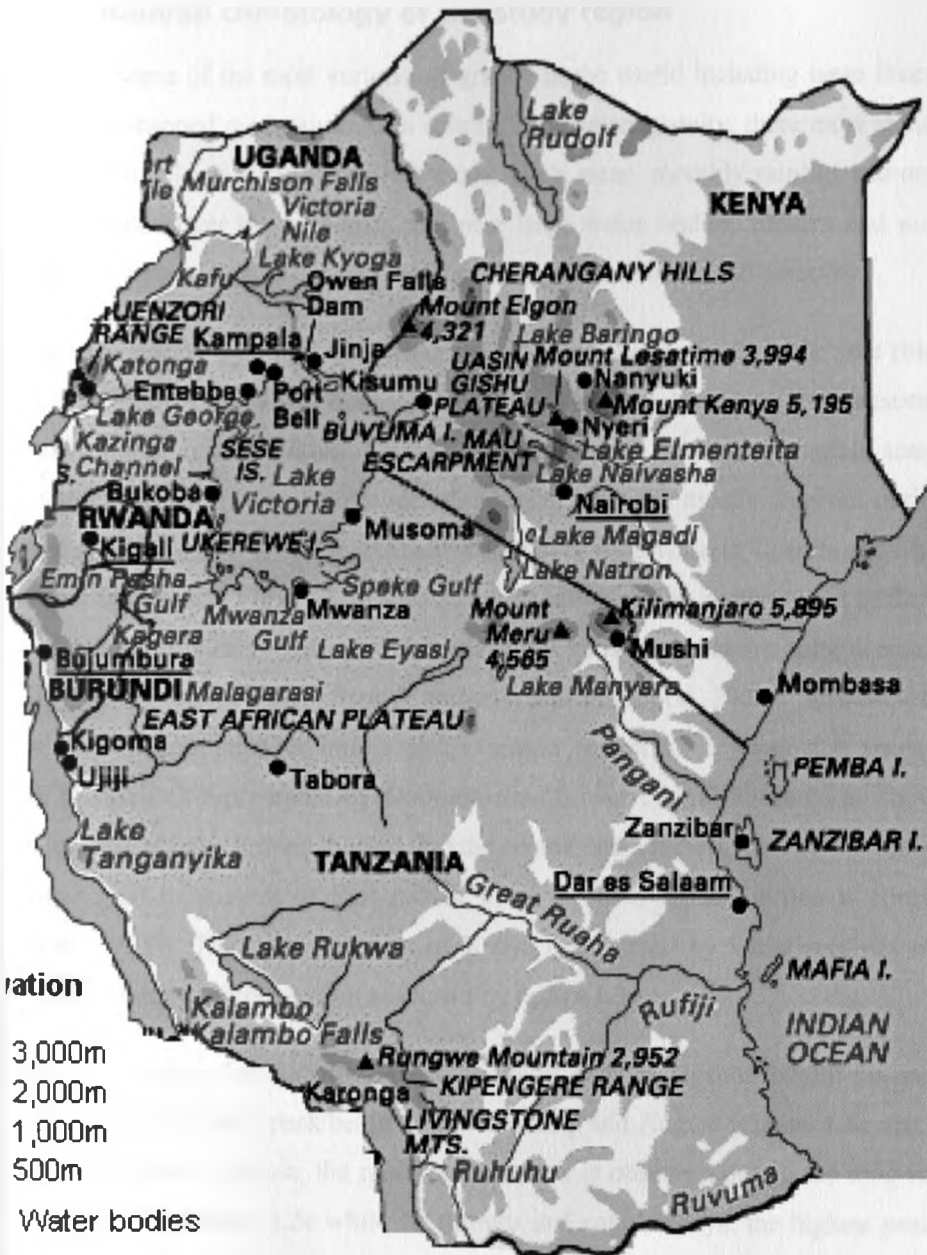 Lake
Rudolf
UGANDA
Murchison Falls
Victoria
Nile
KENYA
Lake Kyoga
Kafu
Owen Falls
Dam
CHERANGANY HILLS
Mount Elgon
4,321
UENZORI
RANGE
Kampala
Lake Baringo
Jinja
UASIN
GISHU
PLATEAU
Mount Lesatime 3,994
Katonga
Kisumu
Nanyuki
Entebbe
Port
Bell
Mount Kenya 5,195
Lake George
Nyeri
Kazinga
Channel
SESE
IS.
BUVUMA I.
MAU
ESCARPMENT
Lake Elmenteita
Lake
Victoria
Lake Naivasha
Bukoba
Nairobi
RWANDA
Musoma
Kigali
UKEREWE I.
Lake Magadi
Lake Natron
Emin Pasha
Gulf
Speke Gulf
Mwanza
Gulf
Mwanza
Mount
Meru
4,565
Kilimanjaro 5,895
Kagera
Lake Eyasi
Mushi
Bujumbura
BURUNDI
Malagarasi
Lake Manyara
Mombasa
EAST AFRICAN PLATEAU
Kigoma
Ujiji
Tabora
Pangani
PEMBA I.
Lake
Tanganyika
Zanzibar
ZANZIBAR I.
TANZANIA
Dar es Salaam
Great Ruaha
Lake Rukwa
MAFIA I.
vation
Kalambo
Kalambo Falls
Rufiji
INDIAN
OCEAN
3,000m
2,000m
1,000m
500m
Water bodies
Rungwe Mountain 2,952
Karonga
KIPENGERE RANGE
LIVINGSTONE
MTS.
Ruhuhu
Ruvuma